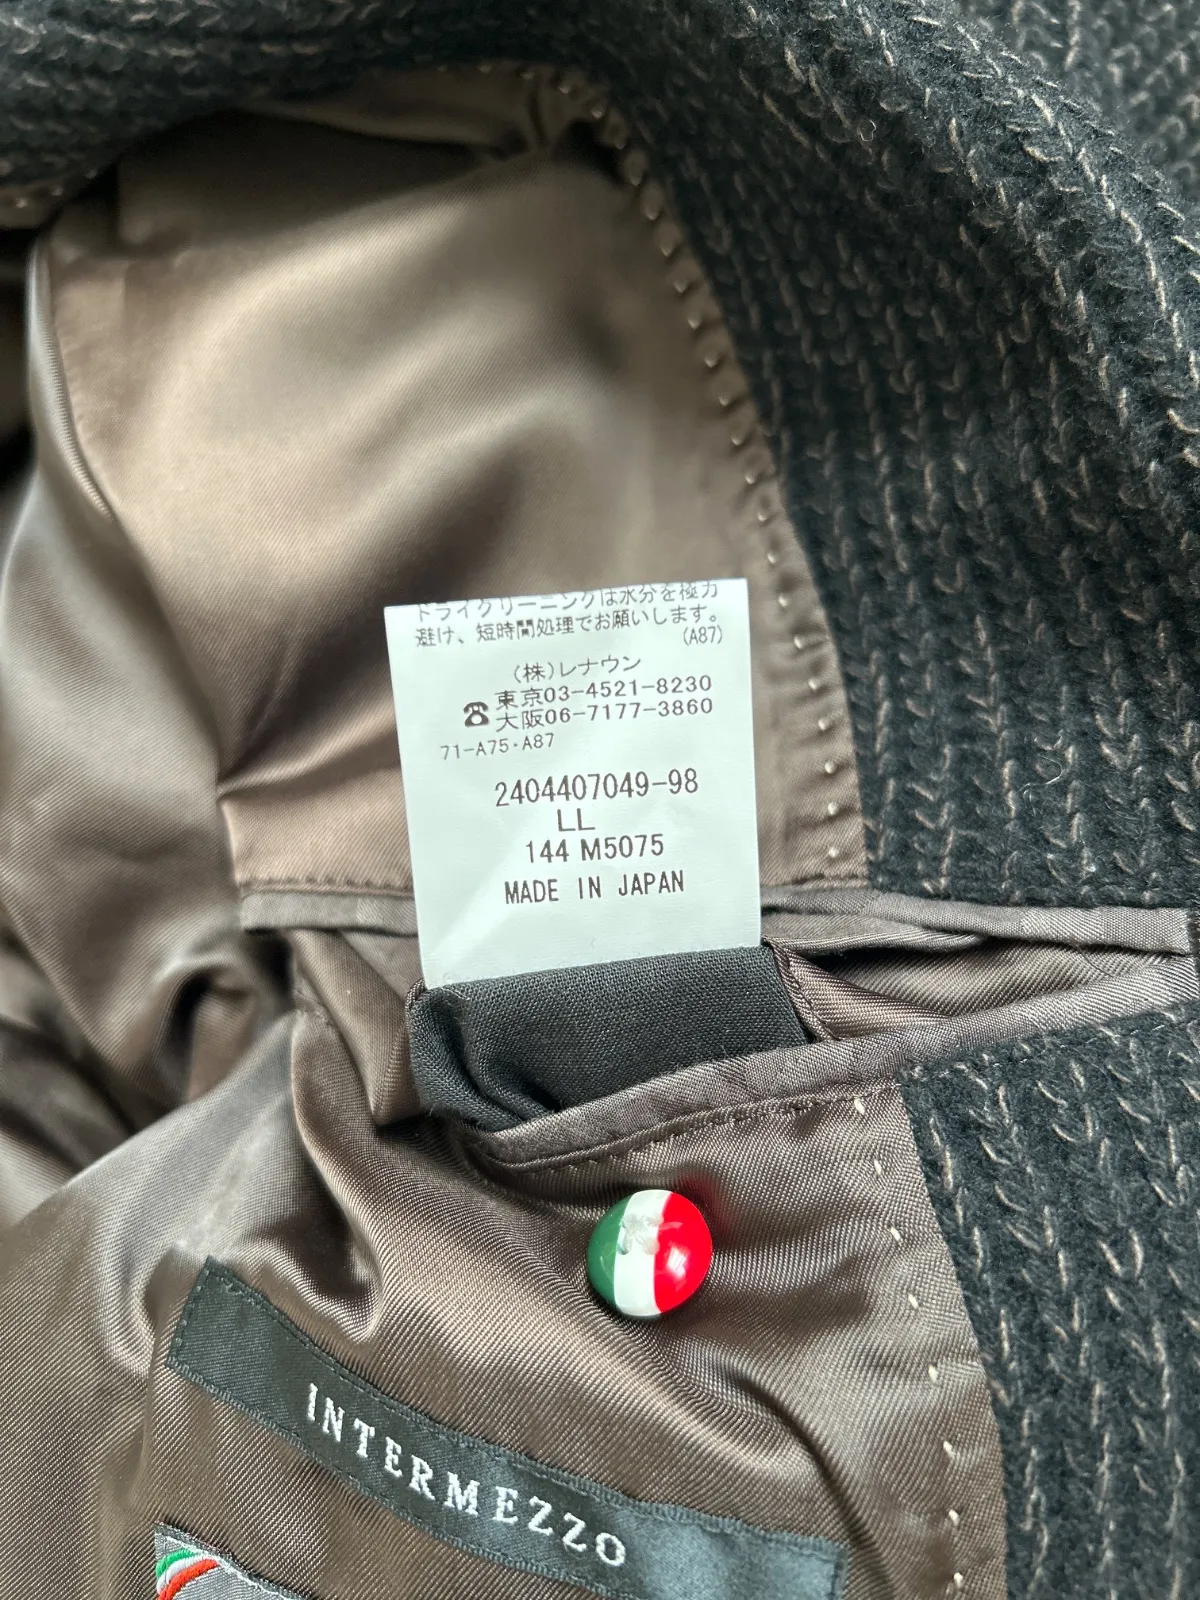 ドライクリーニングは水分を極力
避け、短時間処理でお願いします。
(A87)
(株)レナウン
☎東京03-4521-8230
大阪06-7177-3860
71-A75・A87
2404407049-98
LL
144 M5075
MADE IN JAPAN
INTERMEZZO